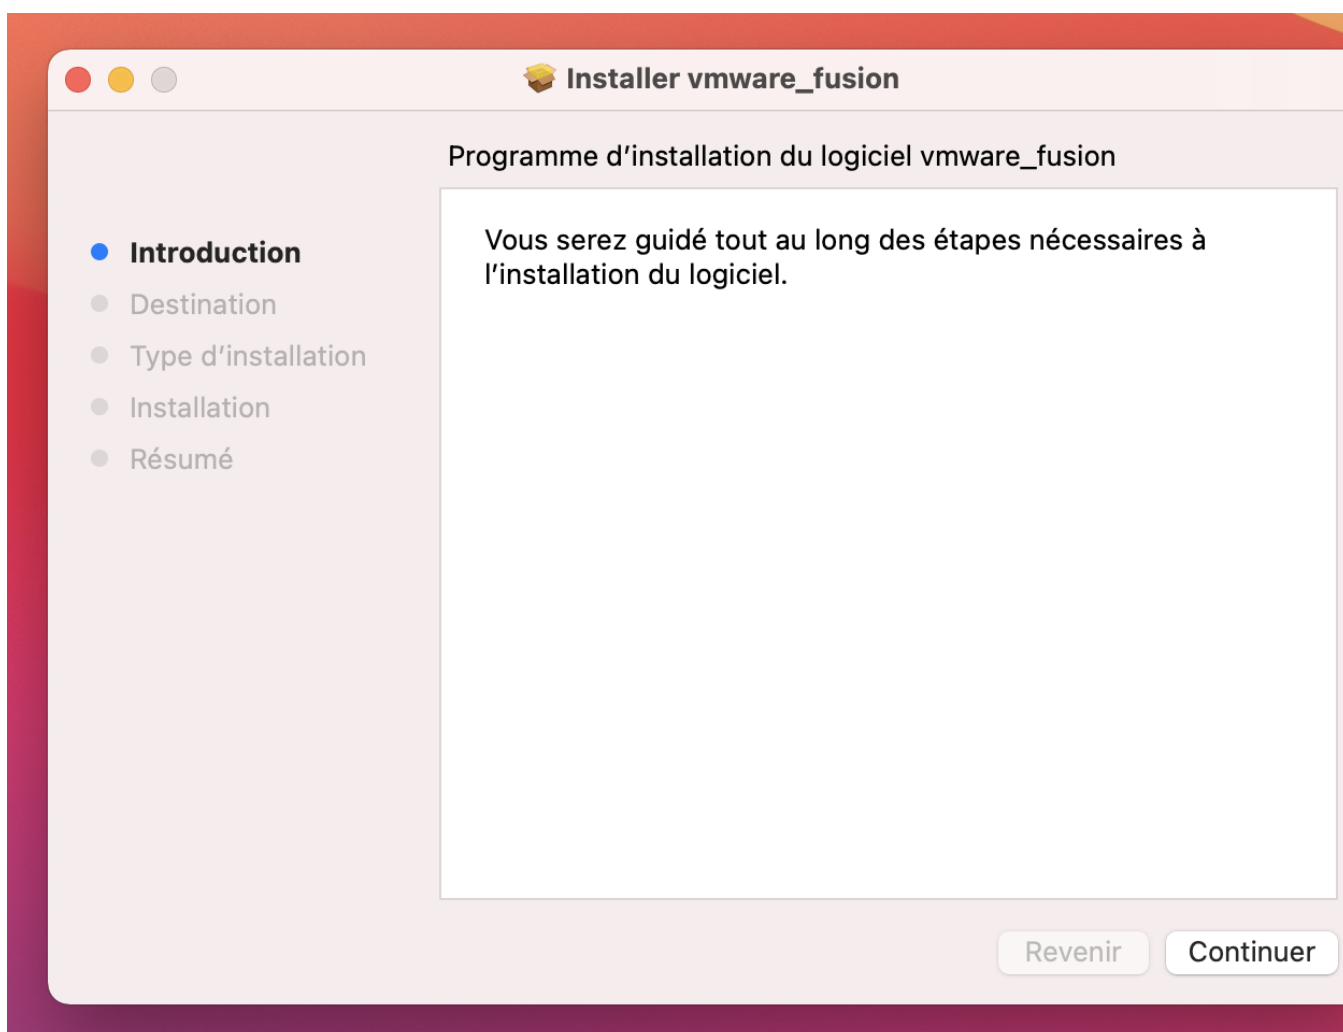 Installer vmware_fusion
Programme d’installation du logiciel vmware_fusion
Introduction
Destination
Type d’installation
Installation
Résumé
Vous serez guidé tout au long des étapes nécessaires à
l’installation du logiciel.
Revenir
Continuer